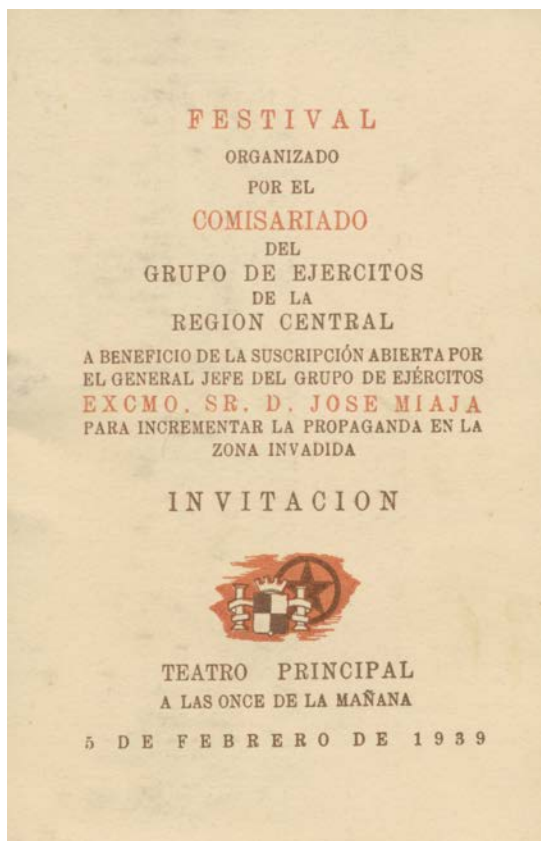 FESTIVAL
ORGANIZADO
POR EL
COMISARIADO
DEL
GRUPO DE EJERCITOS
DE LA
REGION CENTRAL
A BENEFICIO DE LA SUSCRIPCIÓN ABIERTA POR
EL GENERAL JEFE DEL GRUPO DE EJÉRCITOS
EXCMO. SR. D. JOSE MIAJA
PARA INCREMENTAR LA PROPAGANDA EN LA
ZONA INVADIDA
INVITACION
TEATRO PRINCIPAL
A LAS ONCE DE LA MAÑANA
5 DE FEBRERO DE 1939